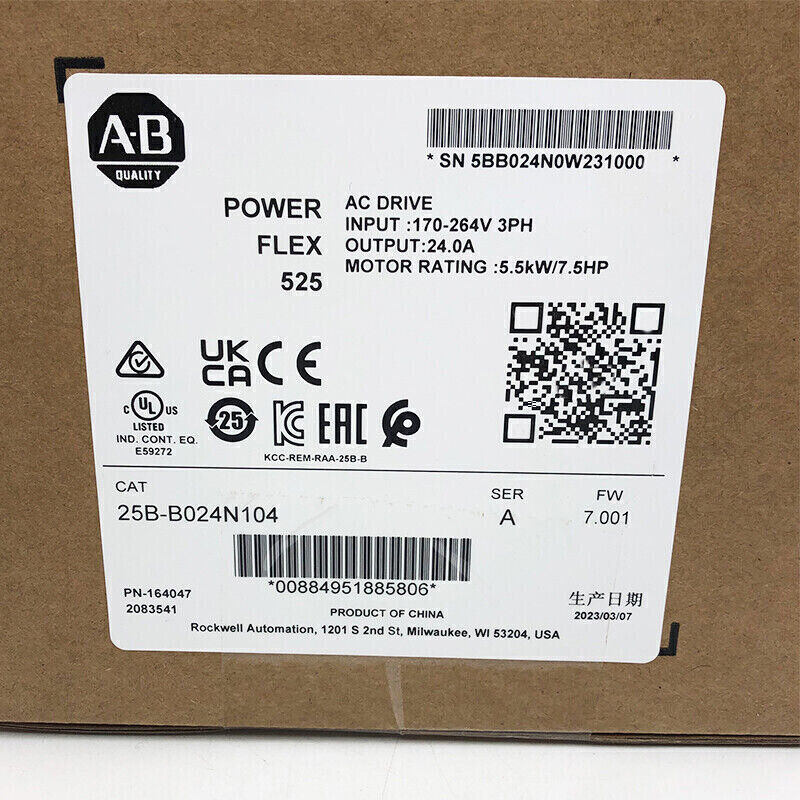 A-B
QUALITY
* SN 5BB024N0W231000 *
POWER
FLEX
525
AC DRIVE
INPUT :170-264V 3PH
OUTPUT:24.0A
MOTOR RATING :5.5kW/7.5HP
UK
CA
CE
C UL US
LISTED
IND. CONT. EQ.
E59272
25
EAC
KCC-REM-RAA-25B-B
CAT
25B-B024N104
SER
A
FW
7.001
*00884951885806*
PN-164047
2083541
PRODUCT OF CHINA
Rockwell Automation, 1201 S 2nd St, Milwaukee, WI 53204, USA
生产日期
2023/03/07